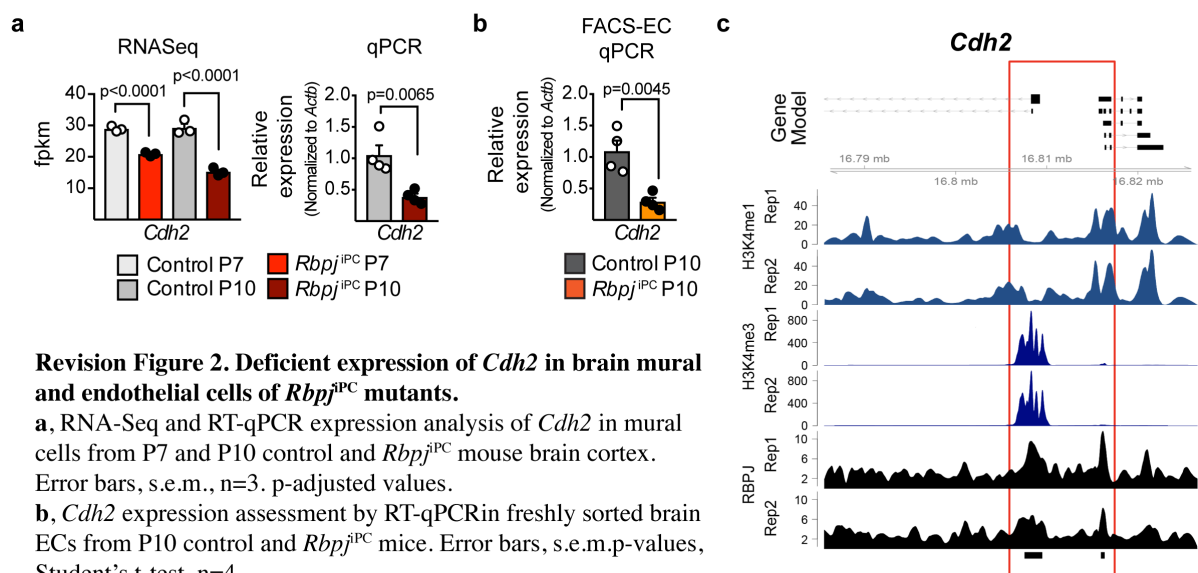 a
RNASeq
p<0.0001
p<0.0001
fpkm
40
30
20
10
Cdh2
qPCR
p=0.0065
Relative
expression
(Normalized to Actb)
2.0
1.5
1.0
0.5
Cdh2
Control P7
Control P10
Rbpj iPC P7
Rbpj iPC P10
b
FACS-EC
qPCR
p=0.0045
Relative
expression
(Normalized to Actb)
2.0
1.5
1.0
0.5
Cdh2
Control P10
Rbpj iPC P10
c
Cdh2
Gene
Model
16.79 mb
16.8 mb
16.81 mb
16.82 mb
H3K4me1
Rep1
40
20
0
Rep2
40
20
0
H3K4me3
Rep1
800
400
0
Rep2
800
400
0
RBPJ
Rep1
10
6
2
Rep2
10
6
2
Revision Figure 2. Deficient expression of Cdh2 in brain mural
and endothelial cells of RbpjiPC mutants.
a, RNA-Seq and RT-qPCR expression analysis of Cdh2 in mural
cells from P7 and P10 control and RbpjiPC mouse brain cortex.
Error bars, s.e.m., n=3. p-adjusted values.
b, Cdh2 expression assessment by RT-qPCRin freshly sorted brain
ECs from P10 control and RbpjiPC mice. Error bars, s.e.m.p-values,
Student's t-test, n=4